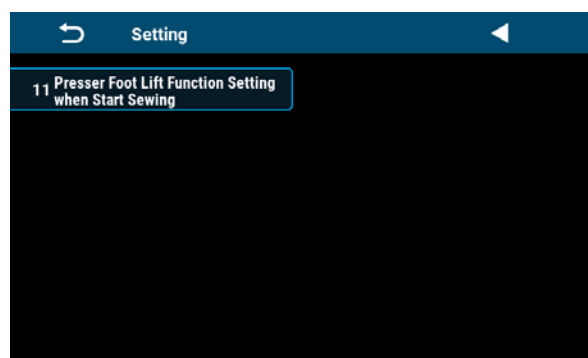 Setting
11 Presser Foot Lift Function Setting
when Start Sewing